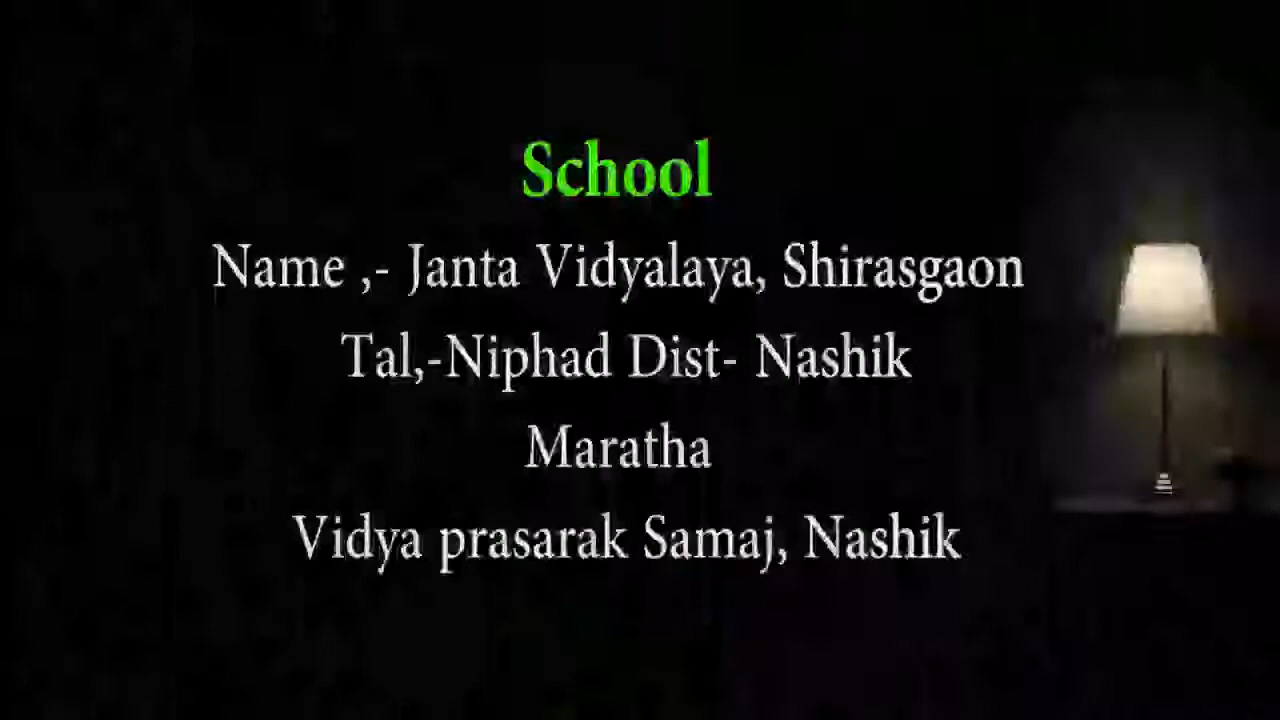 School
Name ,- Janta Vidyalaya, Shirasgaon
Tal,-Niphad Dist- Nashik
Maratha
Vidya prasarak Samaj, Nashik